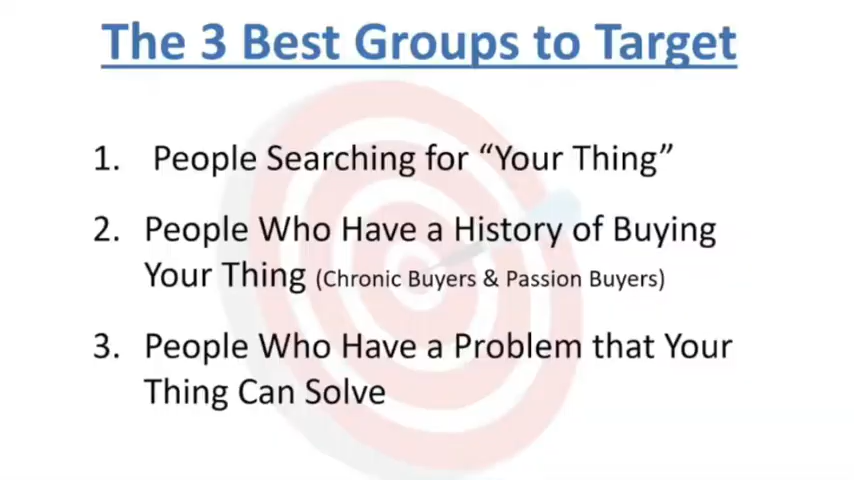 The 3 Best Groups to Target
1. People Searching for “Your Thing”
2. People Who Have a History of Buying
Your Thing (Chronic Buyers & Passion Buyers)
3. People Who Have a Problem that Your
Thing Can Solve